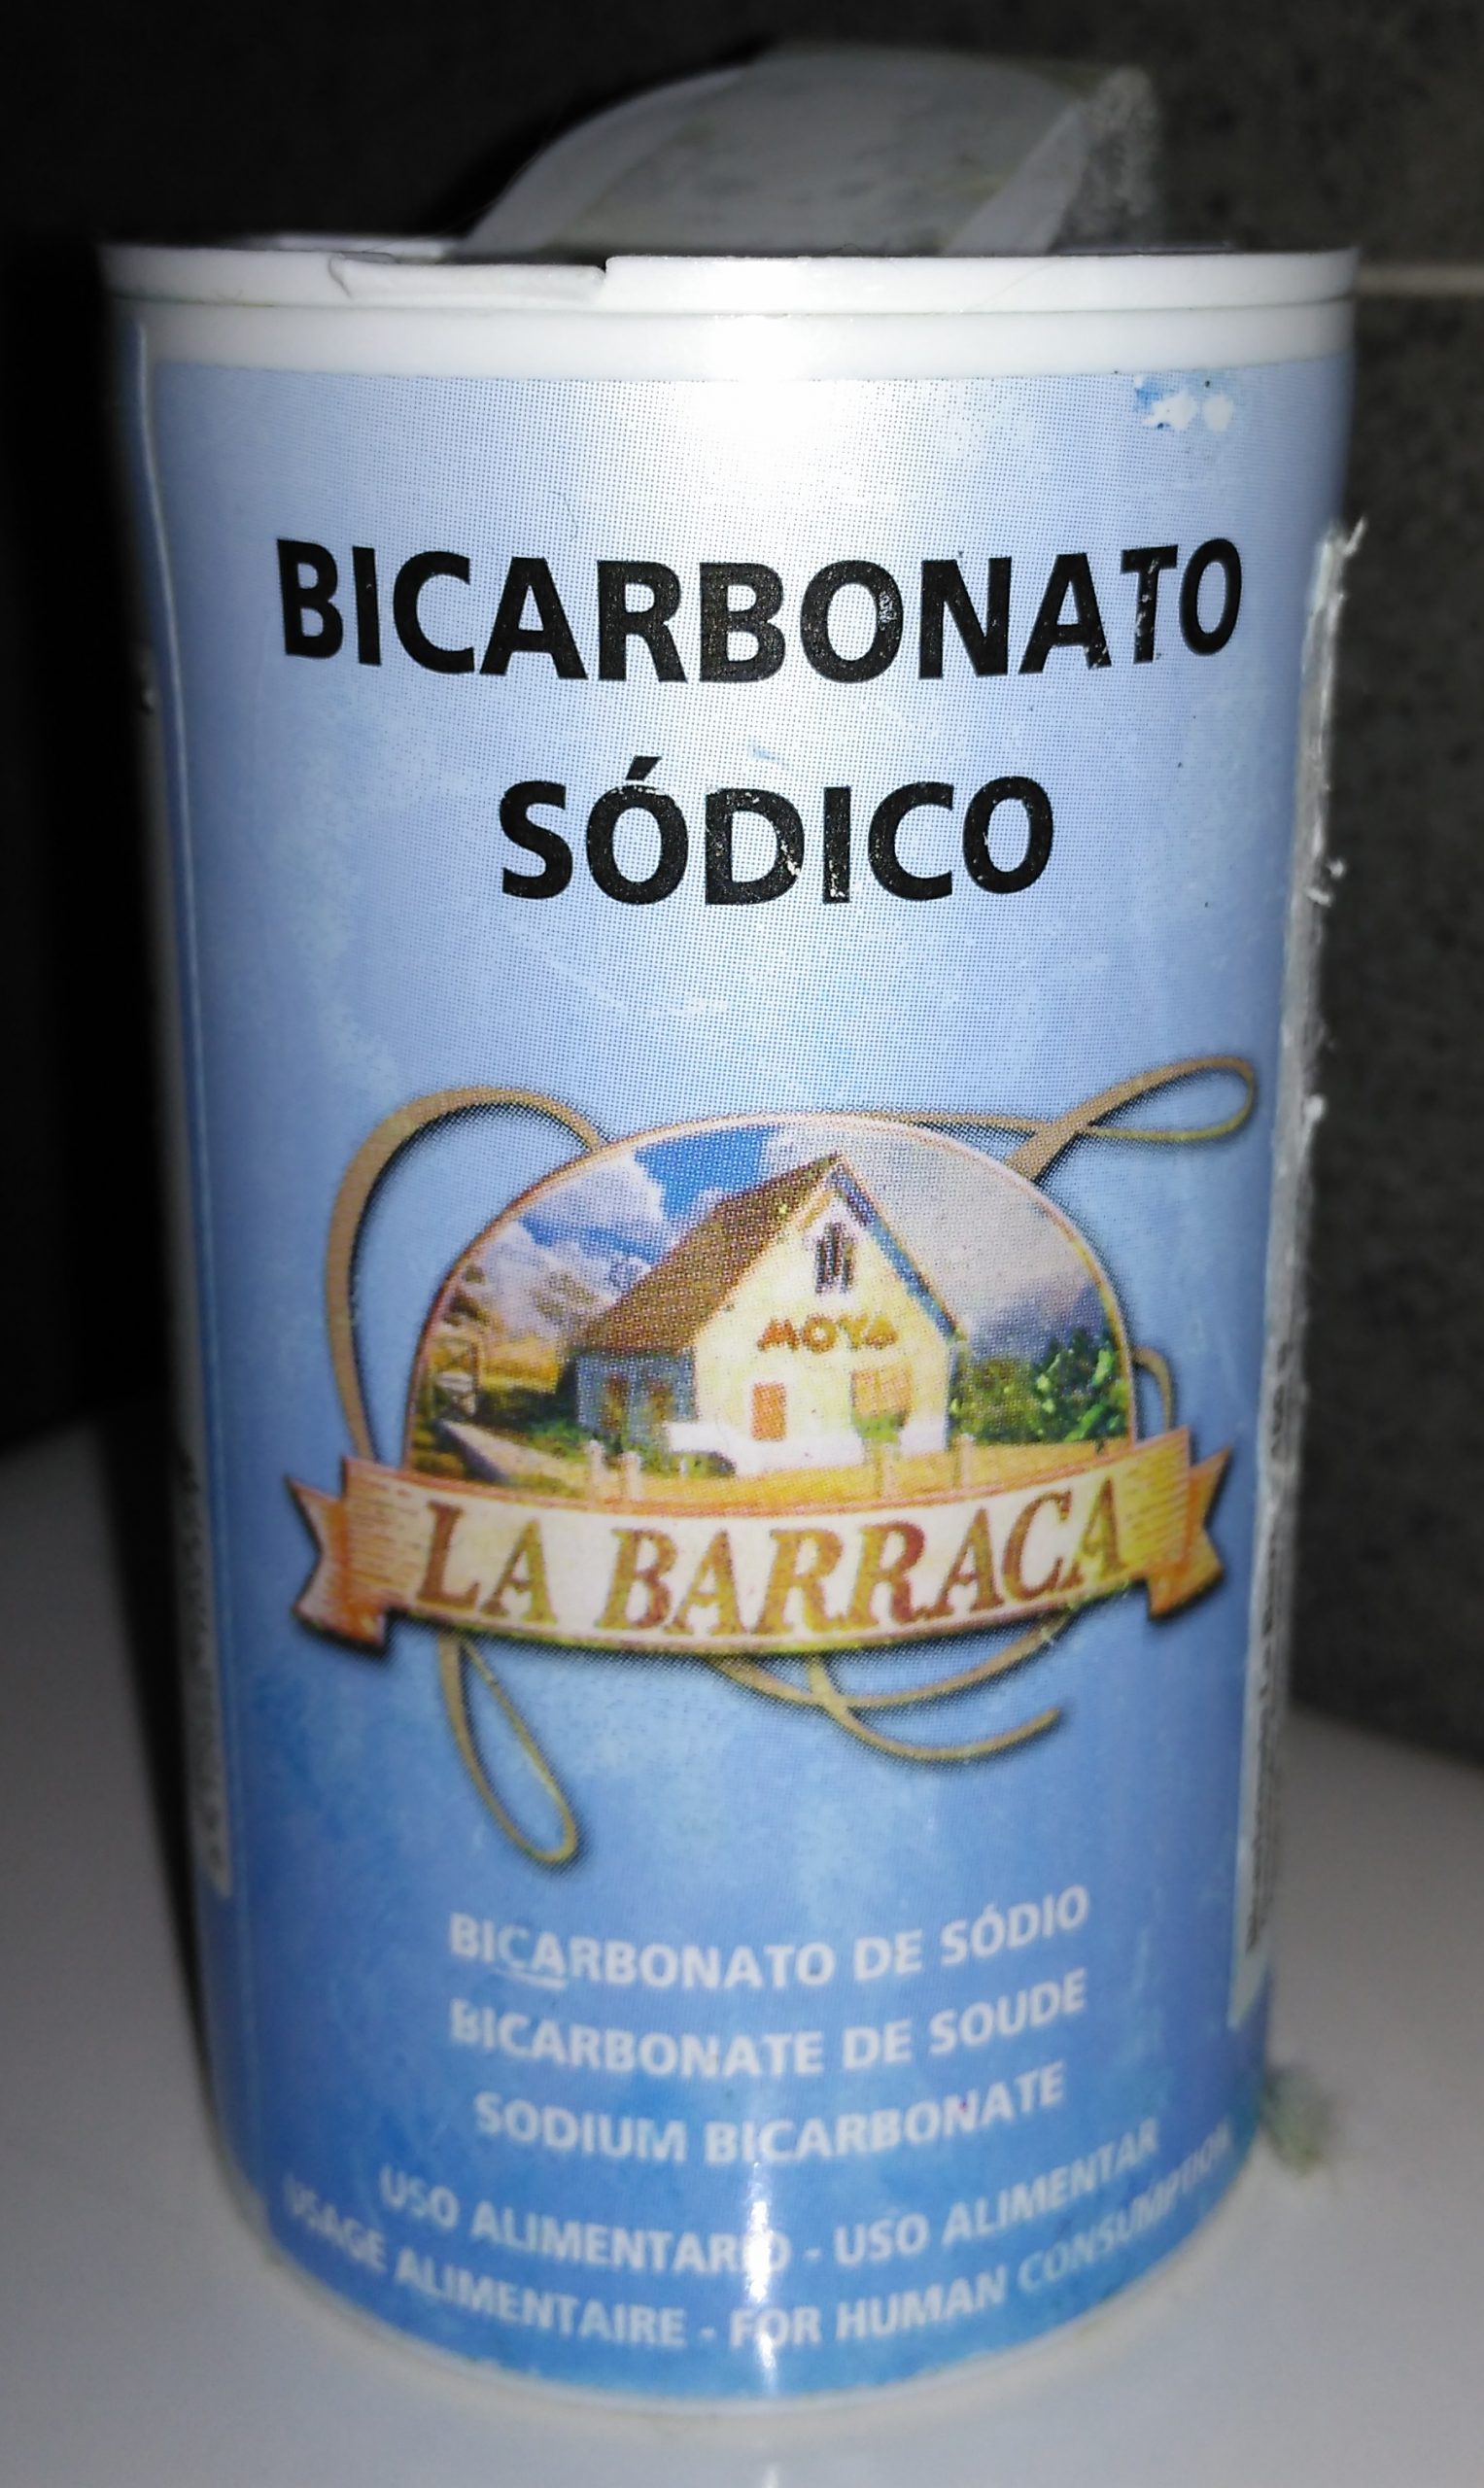 BICARBONATO
SÓDICO
MOYA
LA BARRACA
BICARBONATO DE SÓDIO
BICARBONATE DE SOUDE
SODIUM BICARBONATE
USO ALIMENTARIO - USO ALIMENTAR
USAGE ALIMENTAIRE - FOR HUMAN CONSUMPTION